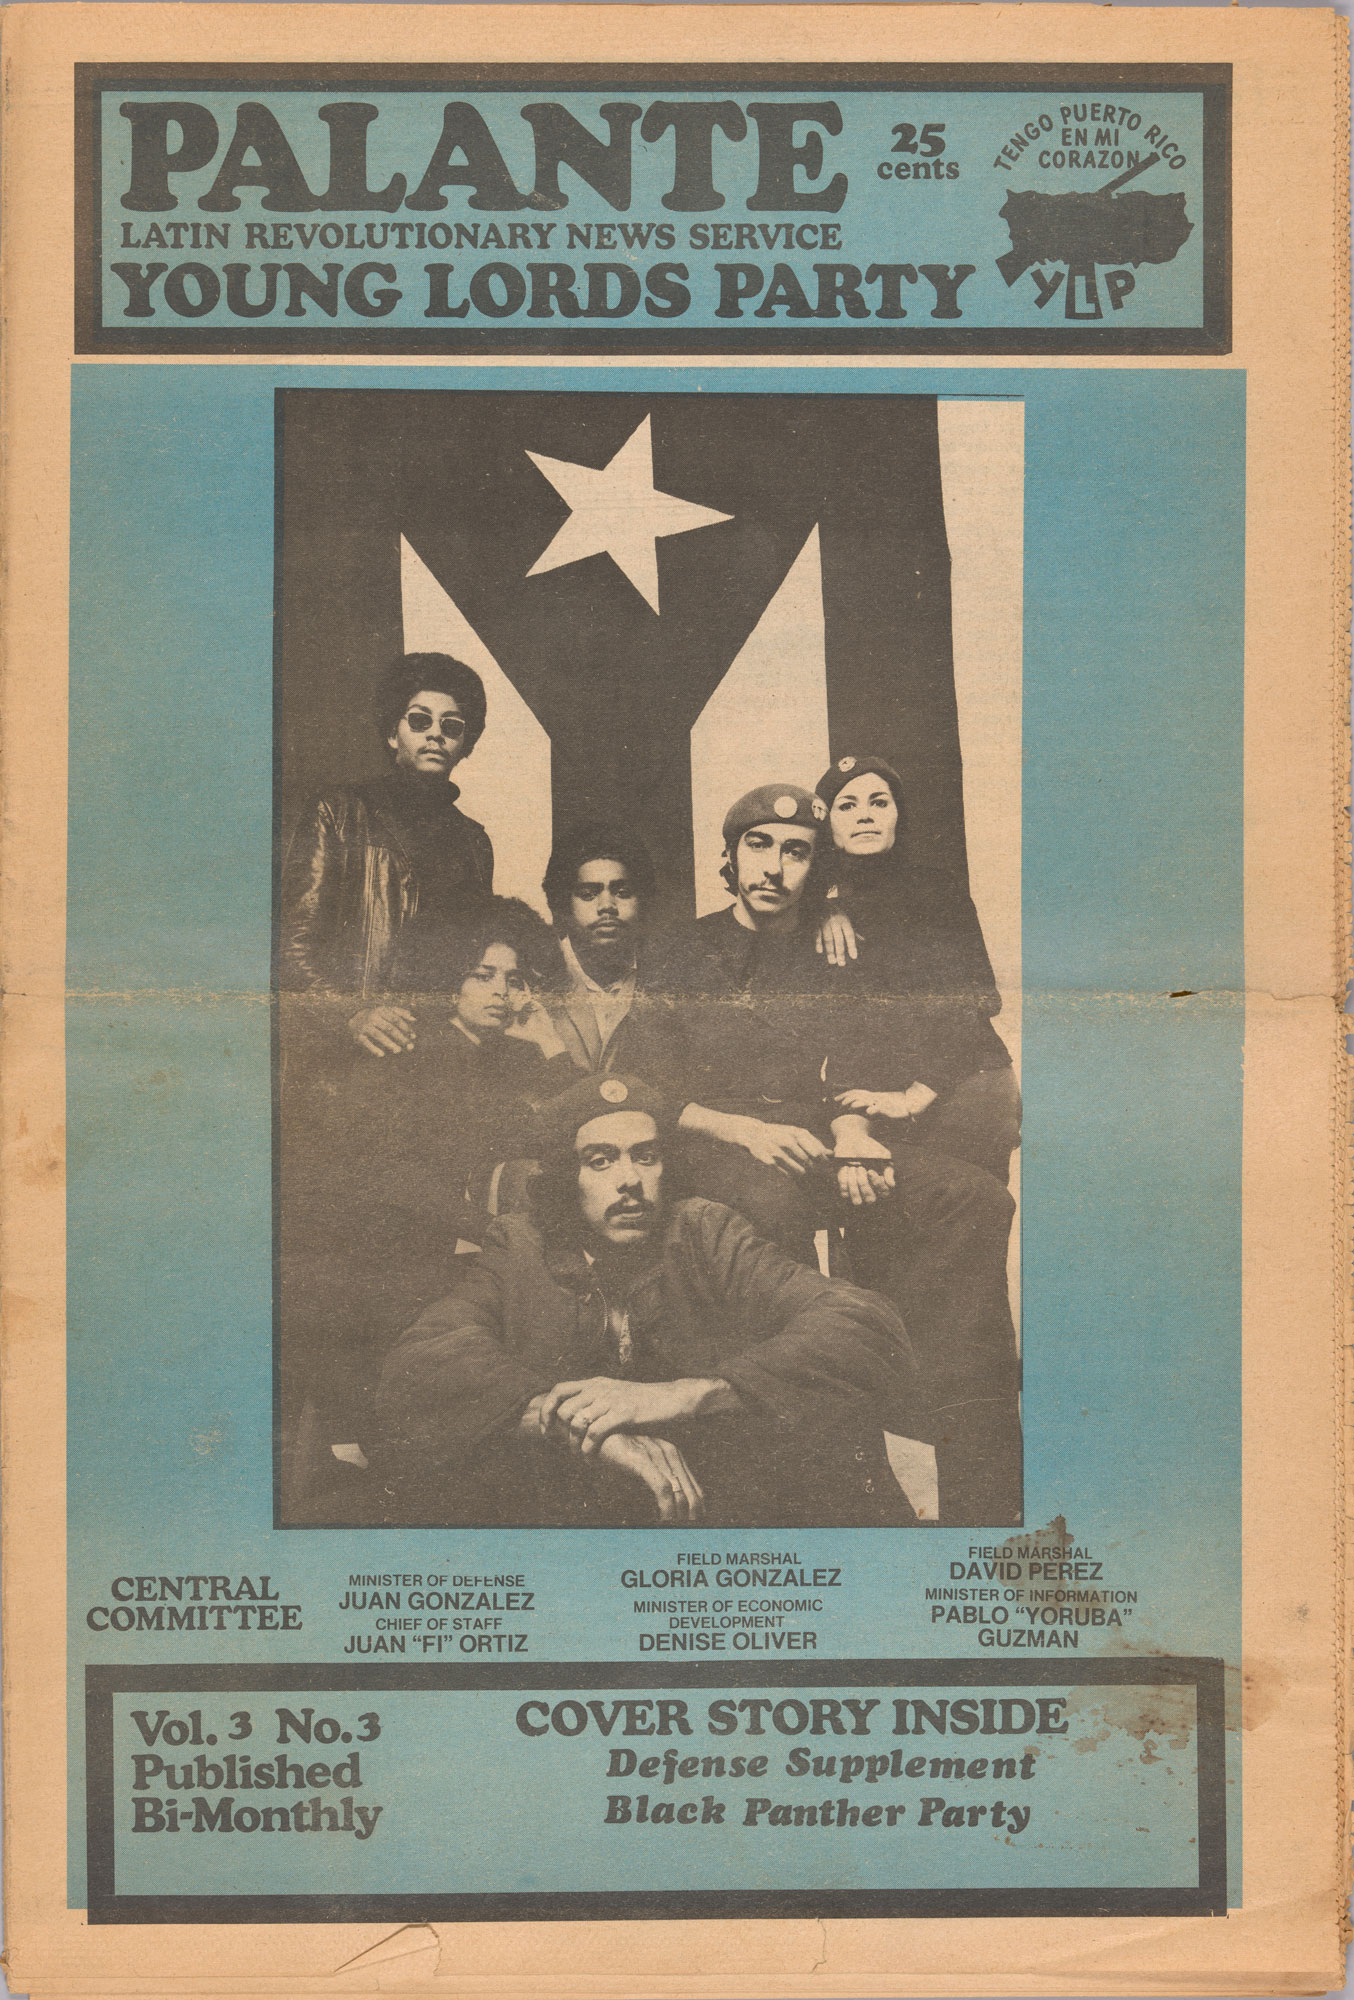 PALANTE
25
cents
LATIN REVOLUTIONARY NEWS SERVICE
YOUNG LORDS PARTY
TENGO PUERTO RICO
EN MI
CORAZON
YLP
CENTRAL
COMMITTEE
MINISTER OF DEFENSE
JUAN GONZALEZ
CHIEF OF STAFF
JUAN “FI” ORTIZ
FIELD MARSHAL
GLORIA GONZALEZ
MINISTER OF ECONOMIC
DEVELOPMENT
DENISE OLIVER
FIELD MARSHAL
DAVID PEREZ
MINISTER OF INFORMATION
PABLO “YORUBA”
GUZMAN
Vol. 3 No.3
Published
Bi-Monthly
COVER STORY INSIDE
Defense Supplement
Black Panther Party